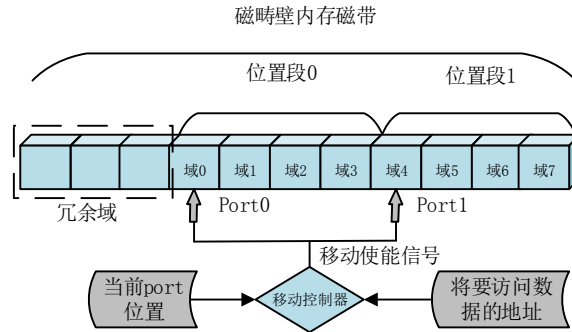 磁畴壁内存磁带
位置段0
位置段1
域0
域1
域2
域3
域4
域5
域6
域7
冗余域
Port0
Port1
移动使能信号
当前port
位置
移动控制器
将要访问数
据的地址